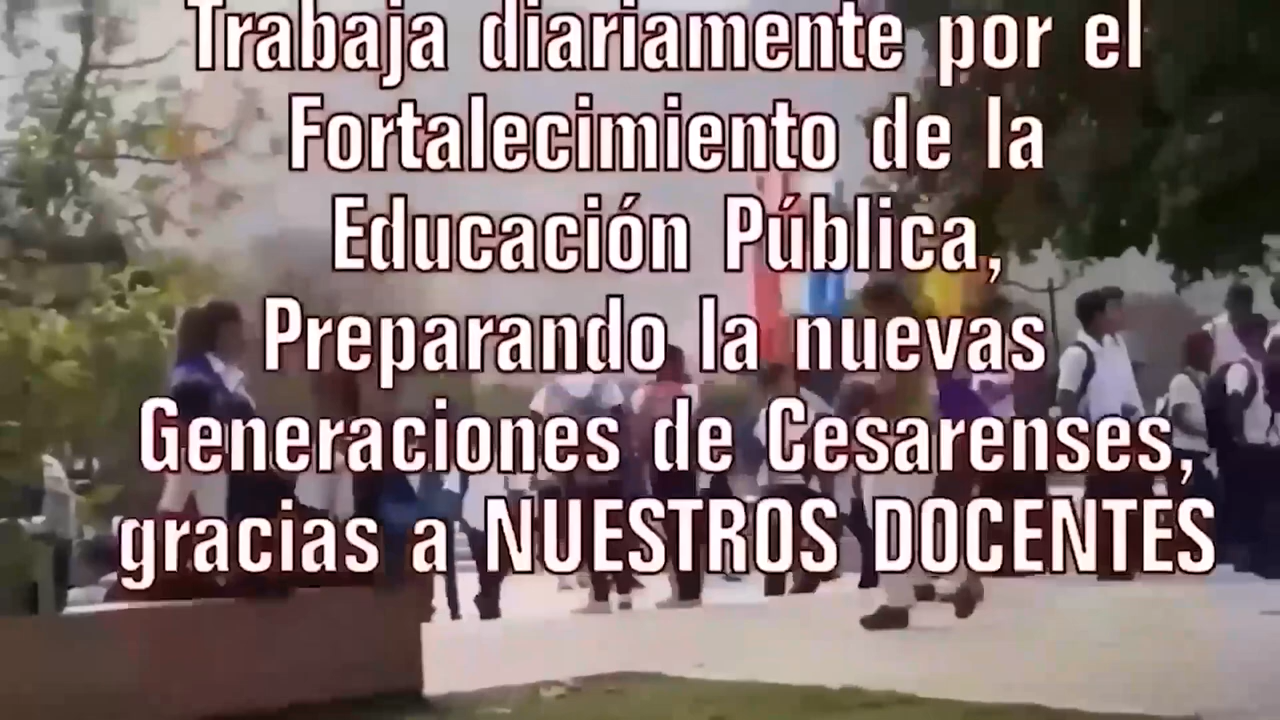 Trabaja diariamente por el
Fortalecimiento de la
Educación Pública,
Preparando la nuevas
Generaciones de Cesarenses,
gracias a NUESTROS DOCENTES